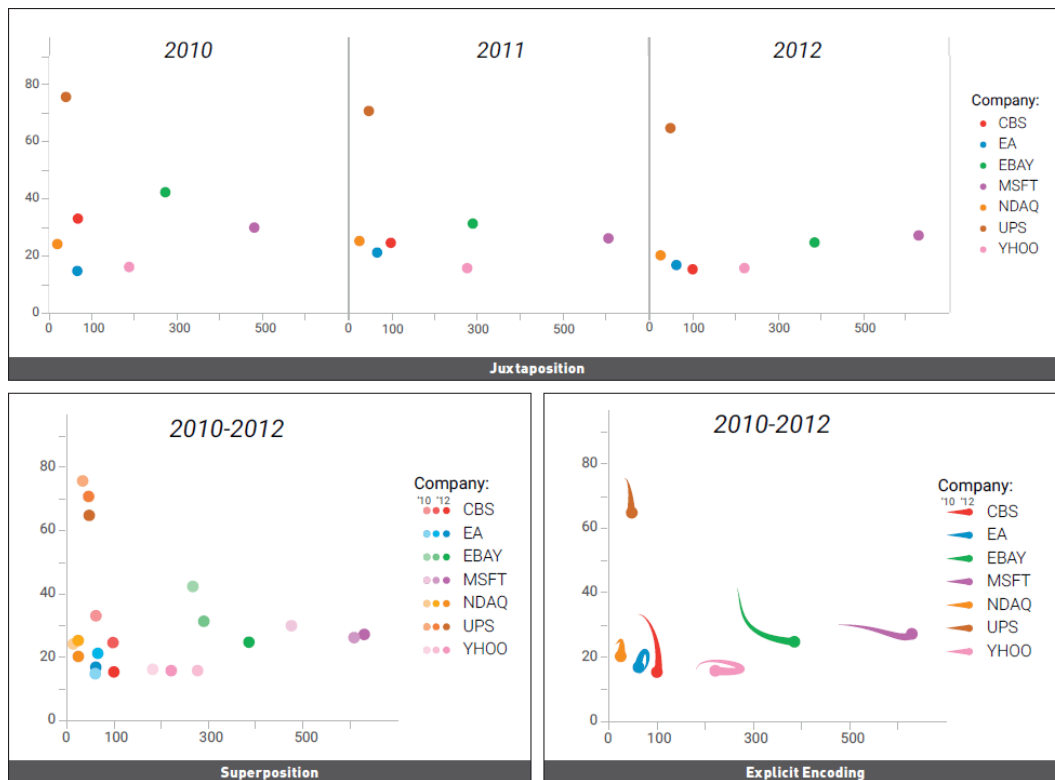 2010
2011
2012
80
60
40
20
0
0 100 300 500
0 100 300 500
0 100 300 500
Company:
CBS
EA
EBAY
MSFT
NDAQ
UPS
YHOO
Juxtaposition
2010-2012
80
60
40
20
0
0 100 300 500
Company:
'10 '12
CBS
EA
EBAY
MSFT
NDAQ
UPS
YHOO
Superposition
2010-2012
80
60
40
20
0
0 100 300 500
Company:
'10 '12
CBS
EA
EBAY
MSFT
NDAQ
UPS
YHOO
Explicit Encoding